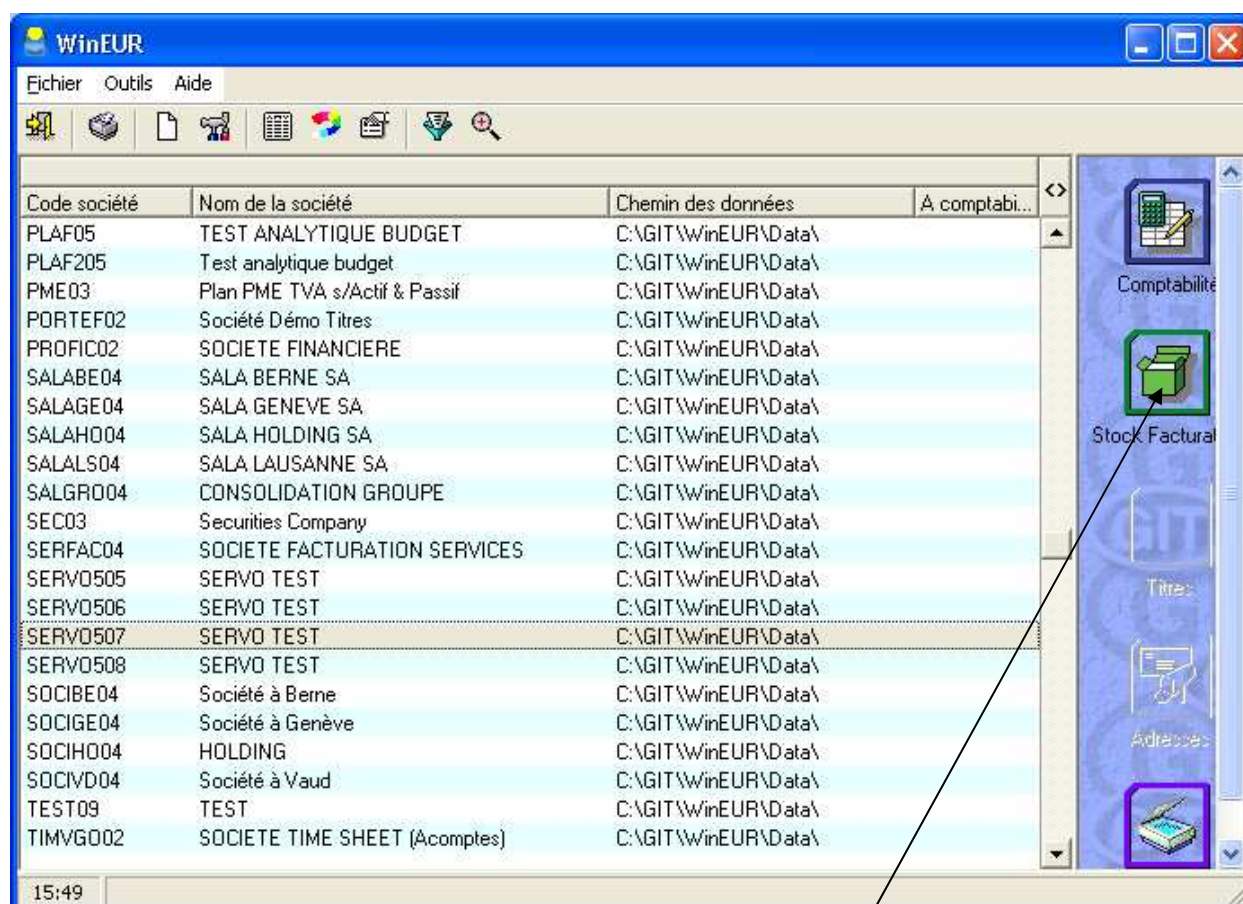 WinEUR
Fichier Outils Aide
Code société Nom de la société Chemin des données A comptabi... <>
PLAF05 TEST ANALYTIQUE BUDGET C:\GIT\WinEUR\Data\
PLAF205 Test analytique budget C:\GIT\WinEUR\Data\
PME03 Plan PME TVA s/Actif & Passif C:\GIT\WinEUR\Data\
PORTEF02 Société Démo Titres C:\GIT\WinEUR\Data\
PROFIC02 SOCIETE FINANCIERE C:\GIT\WinEUR\Data\
SALABE04 SALA BERNE SA C:\GIT\WinEUR\Data\
SALAGE04 SALA GENEVE SA C:\GIT\WinEUR\Data\
SALAHO04 SALA HOLDING SA C:\GIT\WinEUR\Data\
SALALS04 SALA LAUSANNE SA C:\GIT\WinEUR\Data\
SALGRO04 CONSOLIDATION GROUPE C:\GIT\WinEUR\Data\
SEC03 Securities Company C:\GIT\WinEUR\Data\
SERFAC04 SOCIETE FACTURATION SERVICES C:\GIT\WinEUR\Data\
SERVO505 SERVO TEST C:\GIT\WinEUR\Data\
SERVO506 SERVO TEST C:\GIT\WinEUR\Data\
SERVO507 SERVO TEST C:\GIT\WinEUR\Data\
SERVO508 SERVO TEST C:\GIT\WinEUR\Data\
SOCIBE04 Société à Berne C:\GIT\WinEUR\Data\
SOCIGE04 Société à Genève C:\GIT\WinEUR\Data\
SOCIHO04 HOLDING C:\GIT\WinEUR\Data\
SOCIVD04 Société à Vaud C:\GIT\WinEUR\Data\
TEST09 TEST C:\GIT\WinEUR\Data\
TIMVGO02 SOCIETE TIME SHEET (Acomptes) C:\GIT\WinEUR\Data\
Comptabilité
Stock Facturat
GIT
Titres
Adresses
15:49